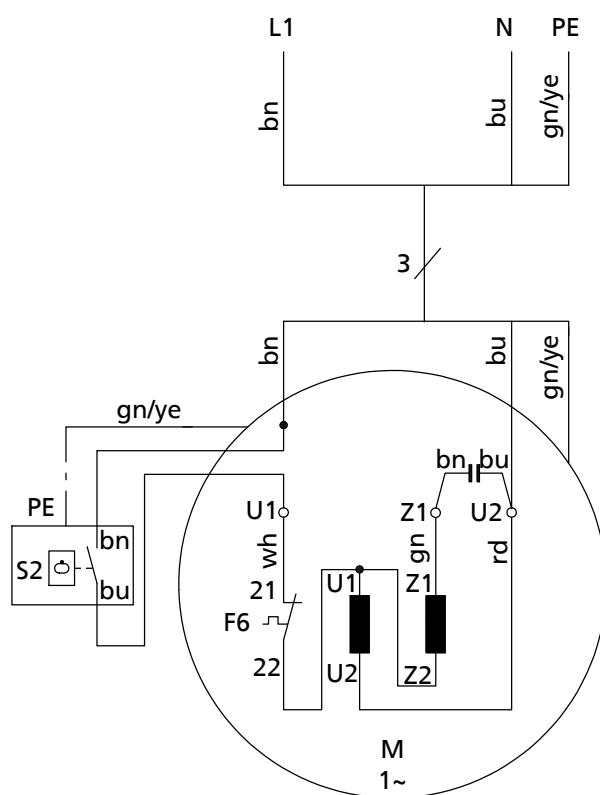 L1 N PE
bn bu gn/ye
3
bn bu gn/ye
gn/ye
bn bu
PE
U1 Z1 U2
bn
S2
wh gn rd
bu
21 U1 Z1
F6
22 U2 Z2
M
1~